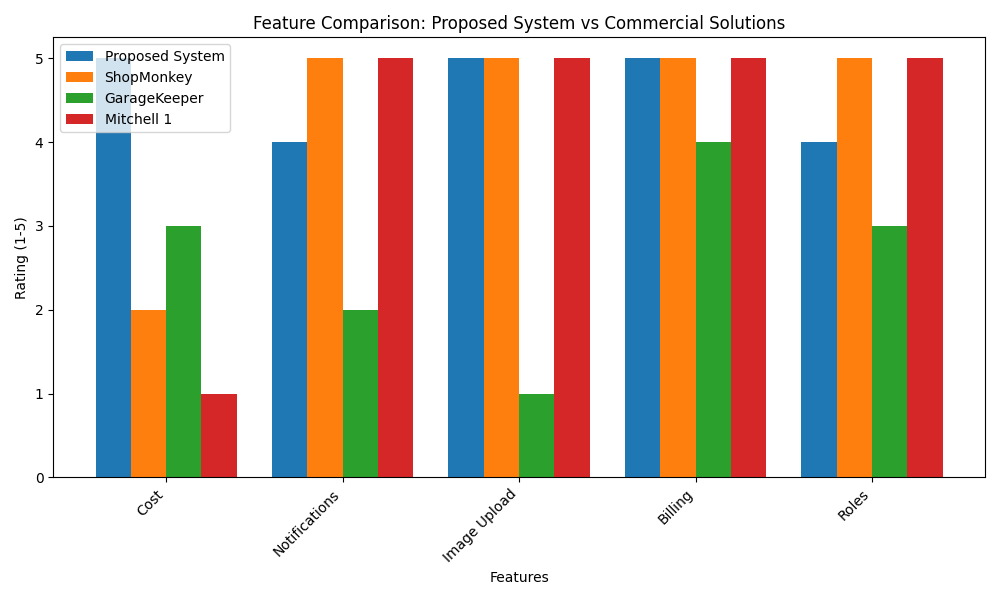 Feature Comparison: Proposed System vs Commercial Solutions
Proposed System
ShopMonkey
GarageKeeper
Mitchell 1
Rating (1-5)
5
4
3
2
1
0
Cost
Notifications
Image Upload
Billing
Roles
Features